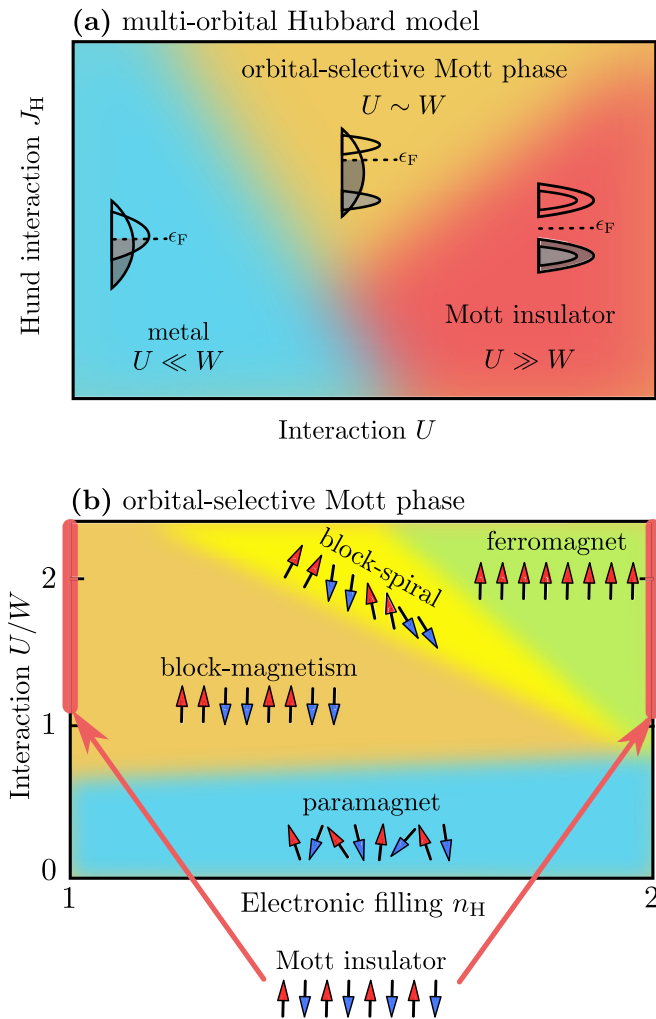 (a) multi-orbital Hubbard model
orbital-selective Mott phase
U ∼ W
ϵF
ϵF
ϵF
metal
U ≪ W
Mott insulator
U ≫ W
Hund interaction JH
Interaction U
(b) orbital-selective Mott phase
block-spiral
ferromagnet
block-magnetism
paramagnet
2
1
0
Interaction U/W
1
Electronic filling nH
2
Mott insulator